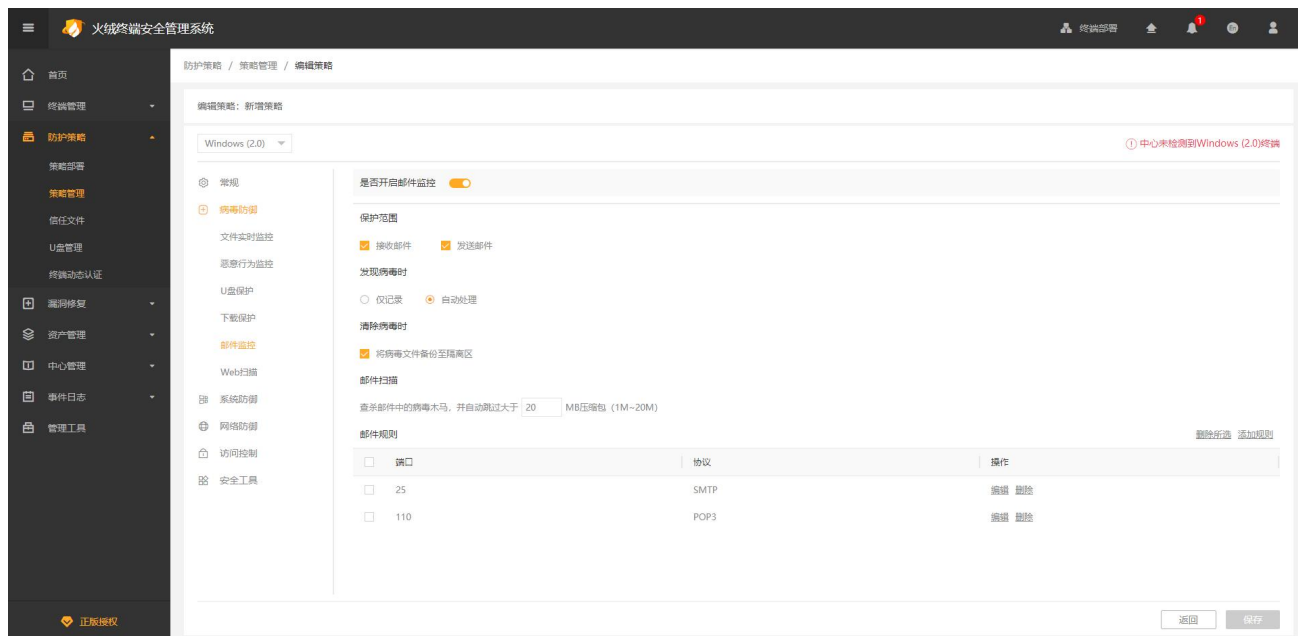 火绒终端安全管理系统
终端部署
1
首页
终端管理
防护策略
策略部署
策略管理
信任文件
U盘管理
终端动态认证
漏洞修复
资产管理
中心管理
事件日志
管理工具
正版授权
防护策略 / 策略管理 / 编辑策略
编辑策略：新增策略
Windows (2.0)
中心未检测到Windows (2.0)终端
常规
病毒防御
文件实时监控
恶意行为监控
U盘保护
下载保护
邮件监控
Web扫描
系统防御
网络防御
访问控制
安全工具
是否开启邮件监控
保护范围
接收邮件 发送邮件
发现病毒时
仅记录 自动处理
清除病毒时
将病毒文件备份至隔离区
邮件扫描
查杀邮件中的病毒木马，并自动跳过大于 20 MB压缩包（1M~20M）
邮件规则 删除所选 添加规则
端口 协议 操作
25 SMTP 编辑 删除
110 POP3 编辑 删除
返回 保存